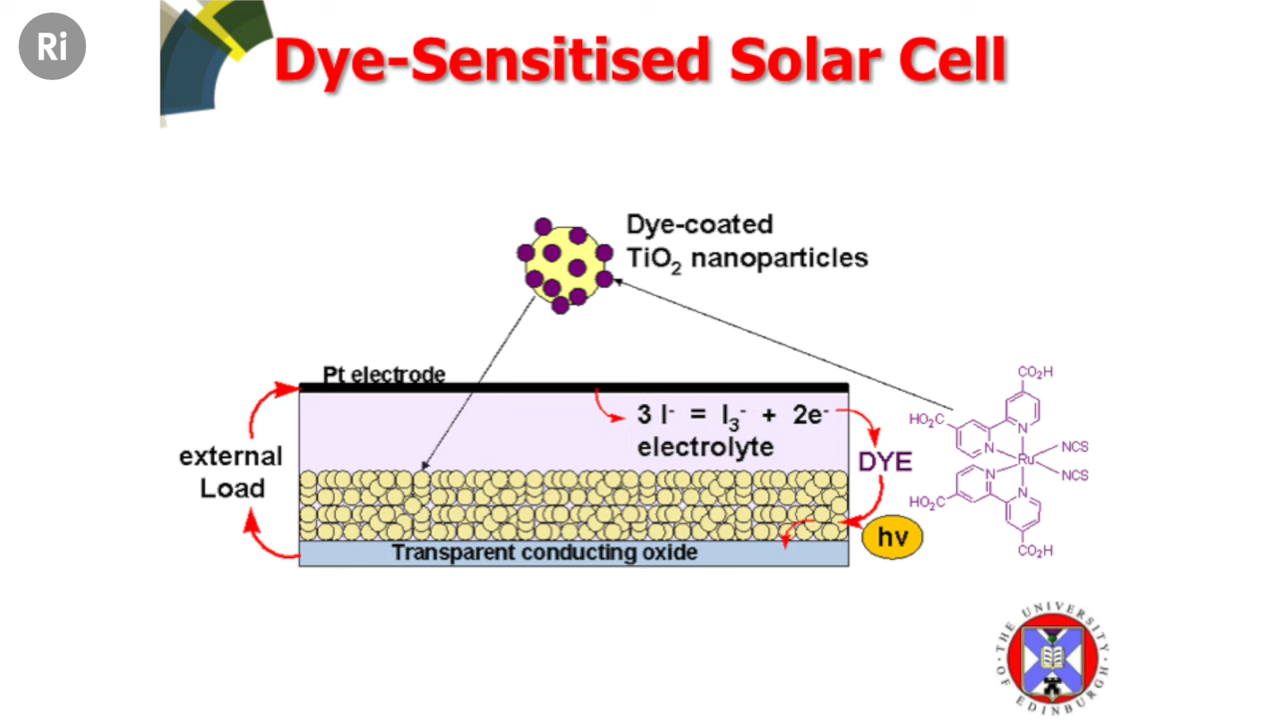 Ri
Dye-Sensitised Solar Cell
Dye-coated
TiO₂ nanoparticles
Pt electrode
3 I⁻ = I₃⁻ + 2e⁻
electrolyte
external
Load
DYE
hν
Transparent conducting oxide
CO₂H
HO₂C
N
N
NCS
Ru
NCS
N
N
HO₂C
CO₂H
THE UNIVERSITY
OF EDINBURGH